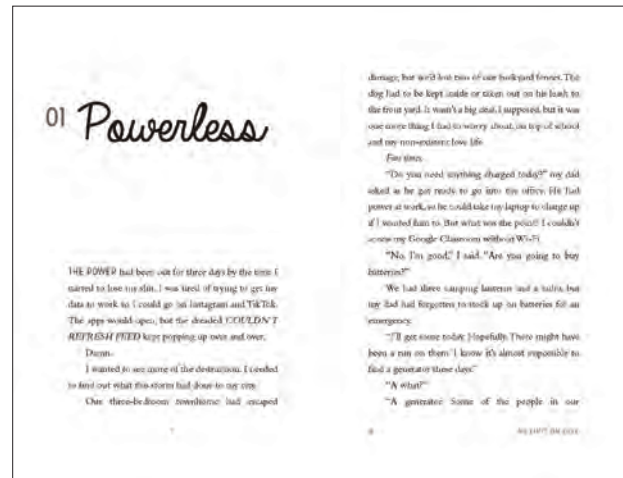 01 Powerless
THE POWER had been out for three days by the time I
started to lose my shit. I was tired of trying to get my
data to work so I could go on Instagram and TikTok.
The apps would open, but the dreaded COULDN'T
REFRESH FEED kept popping up over and over.
Damn.
I wanted to see more of the destruction. I needed
to find out what this storm had done to my city.
Our three-bedroom townhome had escaped
damage, but we'd lost two of our backyard fences. The
dog had to be kept inside or taken out on his leash to
the front yard. It wasn't a big deal, I supposed, but it was
one more thing I had to worry about, on top of school
and my non-existent love life.
Fun times.
"Do you need anything charged today?" my dad
asked as he got ready to go into the office. He had
power at work, so he could take my laptop to charge up
if I wanted him to. But what was the point? I couldn't
access my Google Classroom without Wi-Fi.
"No, I'm good," I said. "Are you going to buy
batteries?"
We had three camping lanterns and a radio, but
my dad had forgotten to stock up on batteries for an
emergency.
"I'll get some today. Hopefully. There might have
been a run on them. I know it's almost impossible to
find a generator these days."
"A what?"
"A generator. Some of the people in our